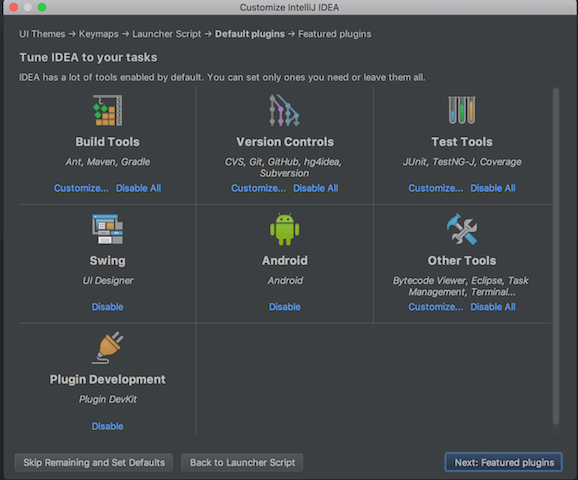 Customize IntelliJ IDEA
UI Themes → Keymaps → Launcher Script → Default plugins → Featured plugins
Tune IDEA to your tasks
IDEA has a lot of tools enabled by default. You can set only ones you need or leave them all.
Build Tools
Ant, Maven, Gradle
Customize... Disable All
Version Controls
CVS, Git, GitHub, hg4idea,
Subversion
Customize... Disable All
Test Tools
JUnit, TestNG-J, Coverage
Customize... Disable All
Swing
UI Designer
Disable
Android
Android
Disable
Other Tools
Bytecode Viewer, Eclipse, Task
Management, Terminal...
Customize... Disable All
Plugin Development
Plugin DevKit
Disable
Skip Remaining and Set Defaults
Back to Launcher Script
Next: Featured plugins